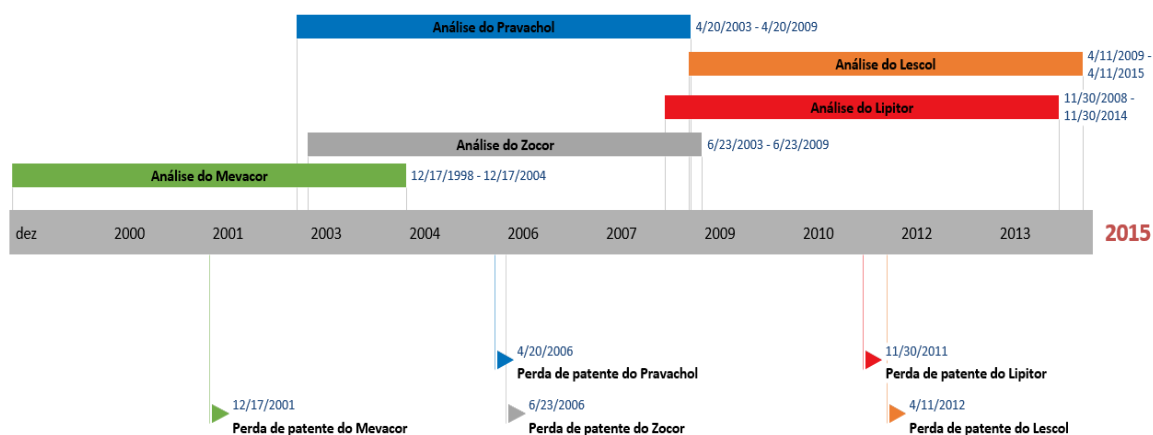 Análise do Pravachol 4/20/2003 - 4/20/2009
Análise do Lescol 4/11/2009 -
4/11/2015
Análise do Lipitor 11/30/2008 -
11/30/2014
Análise do Zocor 6/23/2003 - 6/23/2009
Análise do Mevacor 12/17/1998 - 12/17/2004
dez 2000 2001 2003 2004 2006 2007 2009 2010 2012 2013 2015
4/20/2006
Perda de patente do Pravachol
11/30/2011
Perda de patente do Lipitor
12/17/2001
Perda de patente do Mevacor
6/23/2006
Perda de patente do Zocor
4/11/2012
Perda de patente do Lescol